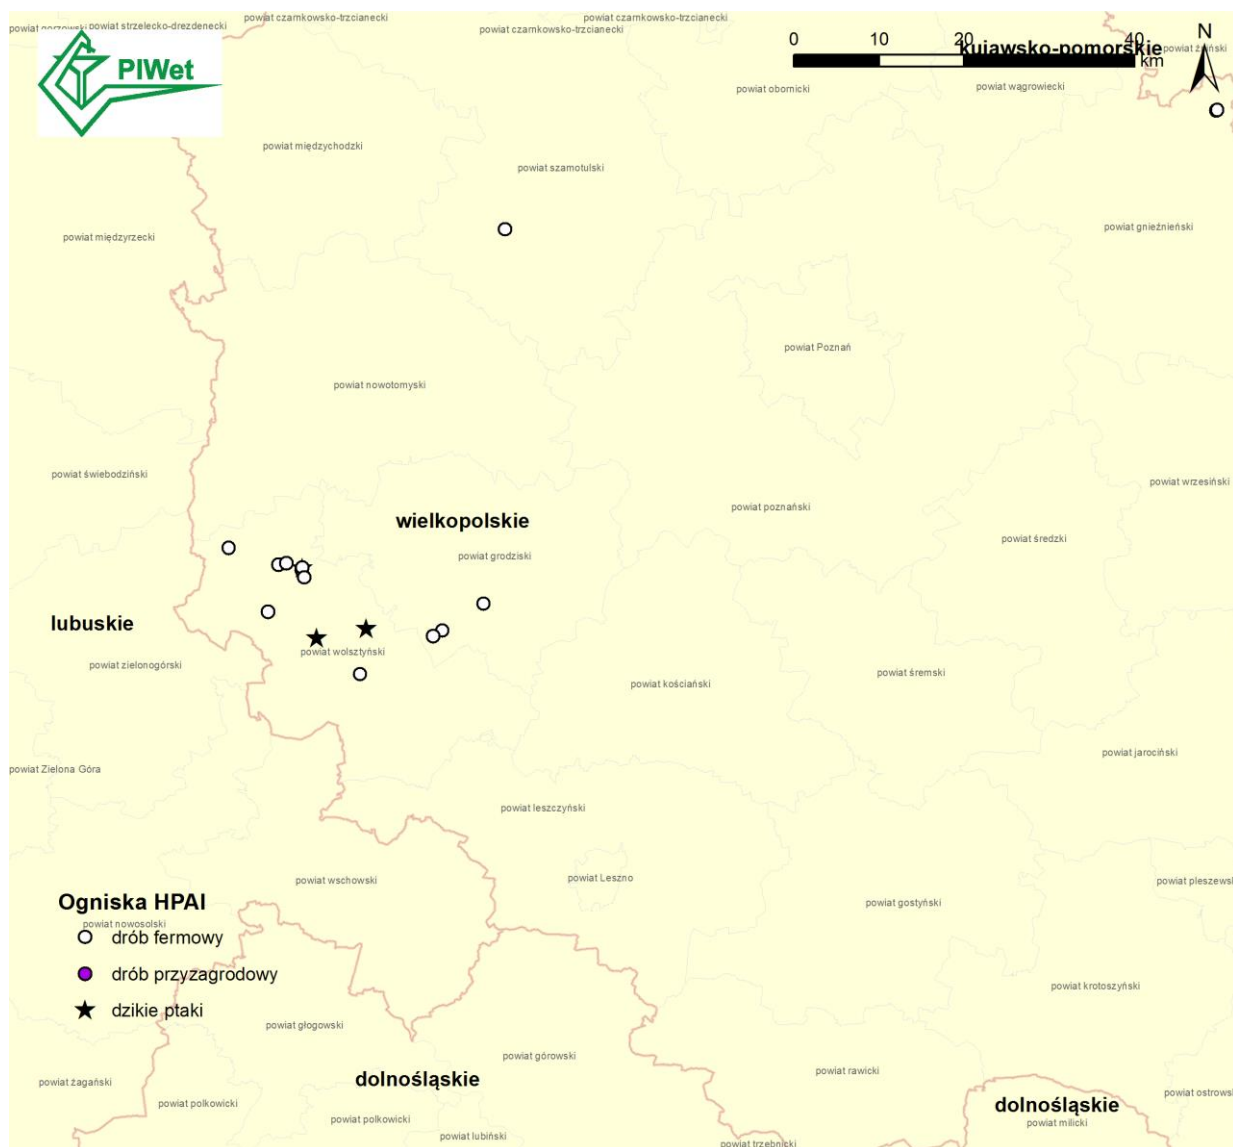 powiat czarnkowsko-trzcianecki
powiat czarnkowsko-trzcianecki
powiat strzelecko-drezdenecki
powiat czarnkowsko-trzcianecki
N
0 10 20 40
km
kujawsko-pomorskie
PIWet
powiat obornicki
powiat wągrowiecki
powiat międzychodzki
powiat szamotulski
powiat gnieźnieński
powiat międzyrzecki
powiat Poznań
powiat nowotomyski
powiat świebodziński
powiat wrzesiński
powiat poznański
wielkopolskie
powiat średzki
powiat grodziski
lubuskie
powiat wolsztyński
powiat zielonogórski
powiat śremski
powiat kościański
powiat jarociński
powiat Zielona Góra
powiat leszczyński
powiat Leszno
powiat wschowski
powiat pleszews
powiat gostyński
Ogniska HPAI
powiat nowosolski
drób fermowy
drób przyzagrodowy
dzikie ptaki
powiat krotoszyński
powiat głogowski
powiat górowski
powiat rawicki
dolnośląskie
powiat żagański
powiat ostrows
powiat polkowicki
dolnośląskie
powiat polkowicki
powiat milicki
powiat lubiński
powiat trzebnicki